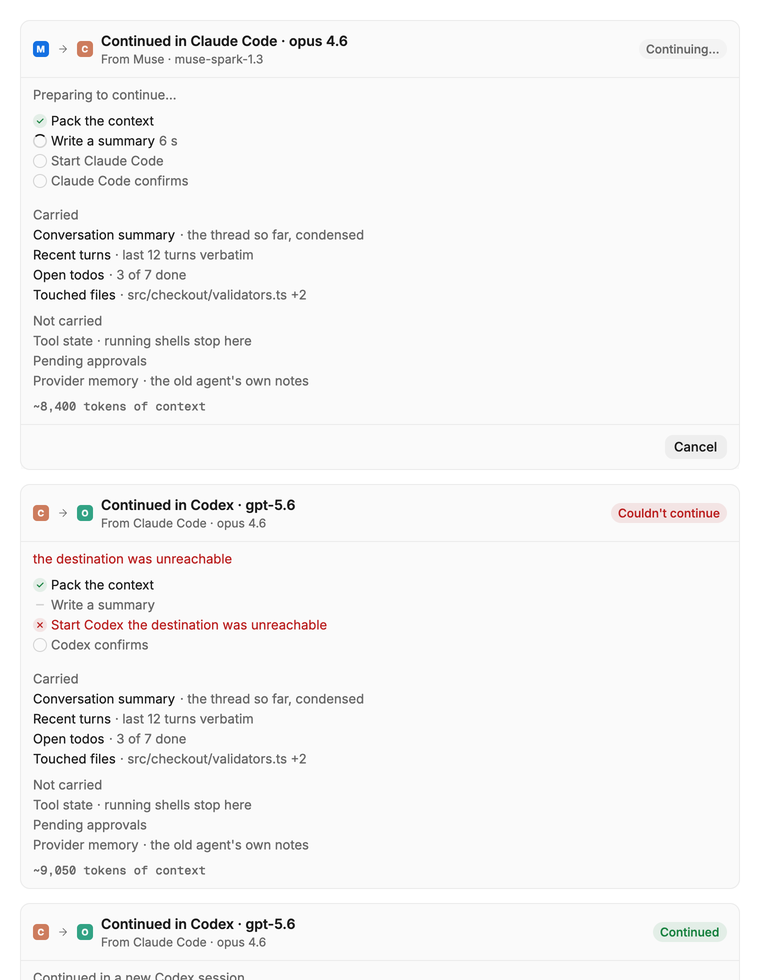 M → C Continued in Claude Code · opus 4.6
From Muse · muse-spark-1.3
Continuing...
Preparing to continue...
Pack the context
Write a summary 6 s
Start Claude Code
Claude Code confirms
Carried
Conversation summary · the thread so far, condensed
Recent turns · last 12 turns verbatim
Open todos · 3 of 7 done
Touched files · src/checkout/validators.ts +2
Not carried
Tool state · running shells stop here
Pending approvals
Provider memory · the old agent's own notes
~8,400 tokens of context
Cancel
C → O Continued in Codex · gpt-5.6
From Claude Code · opus 4.6
Couldn't continue
the destination was unreachable
Pack the context
Write a summary
Start Codex the destination was unreachable
Codex confirms
Carried
Conversation summary · the thread so far, condensed
Recent turns · last 12 turns verbatim
Open todos · 3 of 7 done
Touched files · src/checkout/validators.ts +2
Not carried
Tool state · running shells stop here
Pending approvals
Provider memory · the old agent's own notes
~9,050 tokens of context
C → O Continued in Codex · gpt-5.6
From Claude Code · opus 4.6
Continued
Continued in a new Codex session